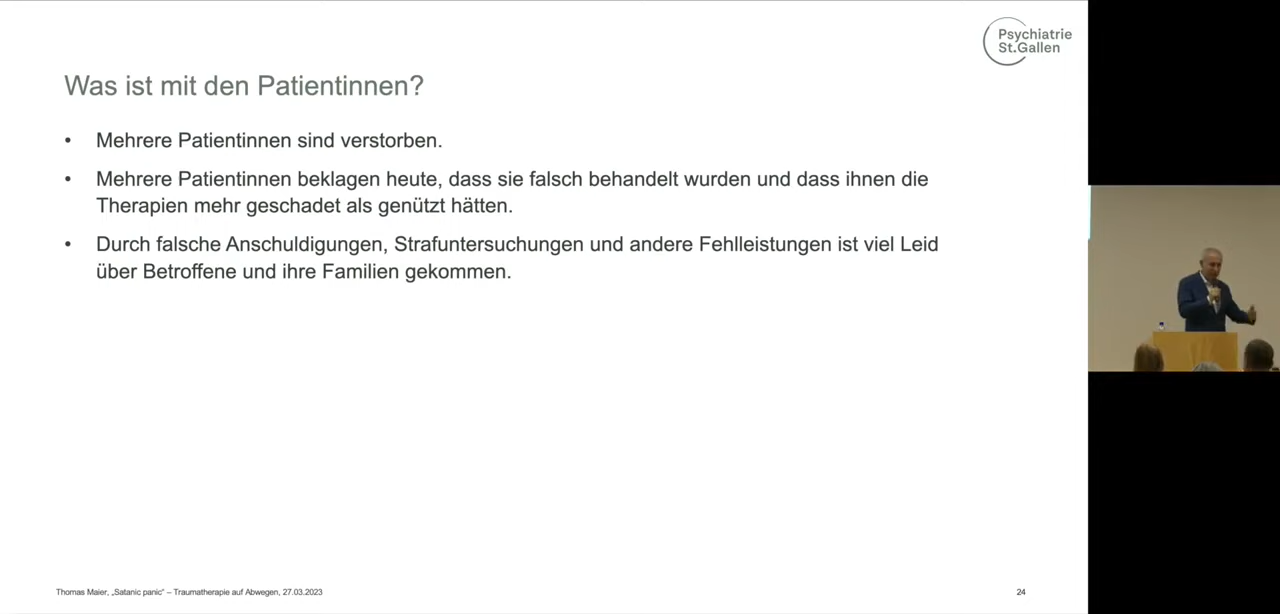 Psychiatrie
St.Gallen
Was ist mit den Patientinnen?
• Mehrere Patientinnen sind verstorben.
• Mehrere Patientinnen beklagen heute, dass sie falsch behandelt wurden und dass ihnen die
Therapien mehr geschadet als genützt hätten.
• Durch falsche Anschuldigungen, Strafuntersuchungen und andere Fehlleistungen ist viel Leid
über Betroffene und ihre Familien gekommen.
Thomas Maier, „Satanic panic“ – Traumatherapie auf Abwegen, 27.03.2023
24